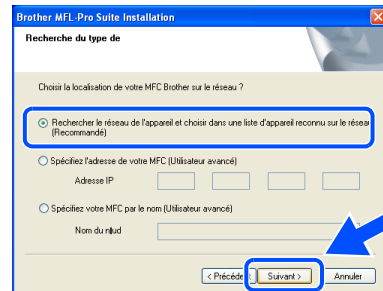 Brother MFL-Pro Suite Installation
Recherche du type de
Choisir la localisation de votre MFC Brother sur le réseau ?
Rechercher le réseau de l'appareil et choisir dans une liste d'appareil reconnu sur le réseau
(Recommandé)
Spécifiez l'adresse de votre MFC (Utilisateur avancé)
Adresse IP
Spécifiez votre MFC par le nom (Utilisateur avancé)
Nom du nłud
< Précéde t Suivant > Annuler